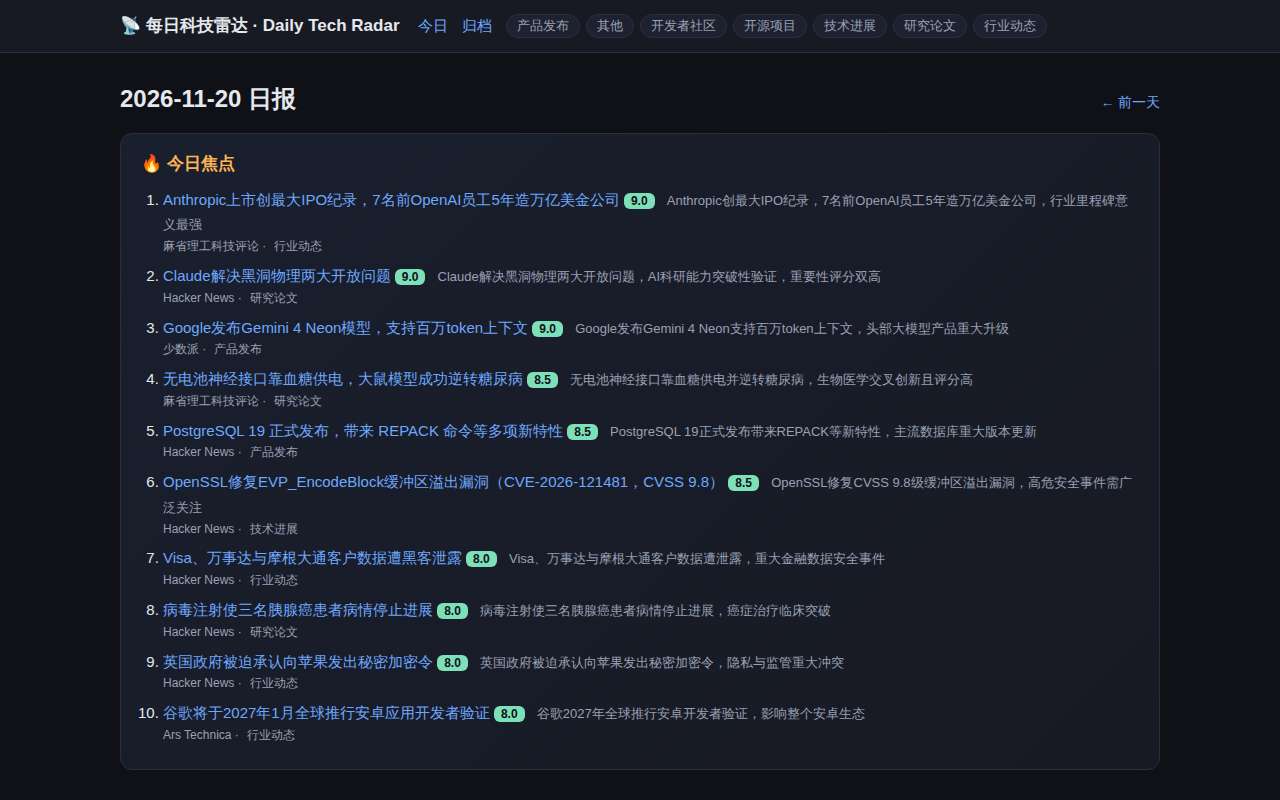 📡 每日科技雷达 · Daily Tech Radar 今日 归档 产品发布 其他 开发者社区 开源项目 技术进展 研究论文 行业动态
2026-11-20 日报 ← 前一天
🔥 今日焦点
1. Anthropic上市创最大IPO纪录，7名前OpenAI员工5年造万亿美金公司 9.0 Anthropic创最大IPO纪录，7名前OpenAI员工5年造万亿美金公司，行业里程碑意
义最强
麻省理工科技评论 · 行业动态
2. Claude解决黑洞物理两大开放问题 9.0 Claude解决黑洞物理两大开放问题，AI科研能力突破性验证，重要性评分双高
Hacker News · 研究论文
3. Google发布Gemini 4 Neon模型，支持百万token上下文 9.0 Google发布Gemini 4 Neon支持百万token上下文，头部大模型产品重大升级
少数派 · 产品发布
4. 无电池神经接口靠血糖供电，大鼠模型成功逆转糖尿病 8.5 无电池神经接口靠血糖供电并逆转糖尿病，生物医学交叉创新且评分高
麻省理工科技评论 · 研究论文
5. PostgreSQL 19 正式发布，带来 REPACK 命令等多项新特性 8.5 PostgreSQL 19正式发布带来REPACK等新特性，主流数据库重大版本更新
Hacker News · 产品发布
6. OpenSSL修复EVP_EncodeBlock缓冲区溢出漏洞（CVE-2026-121481，CVSS 9.8） 8.5 OpenSSL修复CVSS 9.8级缓冲区溢出漏洞，高危安全事件需广
泛关注
Hacker News · 技术进展
7. Visa、万事达与摩根大通客户数据遭黑客泄露 8.0 Visa、万事达与摩根大通客户数据遭泄露，重大金融数据安全事件
Hacker News · 行业动态
8. 病毒注射使三名胰腺癌患者病情停止进展 8.0 病毒注射使三名胰腺癌患者病情停止进展，癌症治疗临床突破
Hacker News · 研究论文
9. 英国政府被迫承认向苹果发出秘密加密令 8.0 英国政府被迫承认向苹果发出秘密加密令，隐私与监管重大冲突
Hacker News · 行业动态
10. 谷歌将于2027年1月全球推行安卓应用开发者验证 8.0 谷歌2027年全球推行安卓开发者验证，影响整个安卓生态
Ars Technica · 行业动态